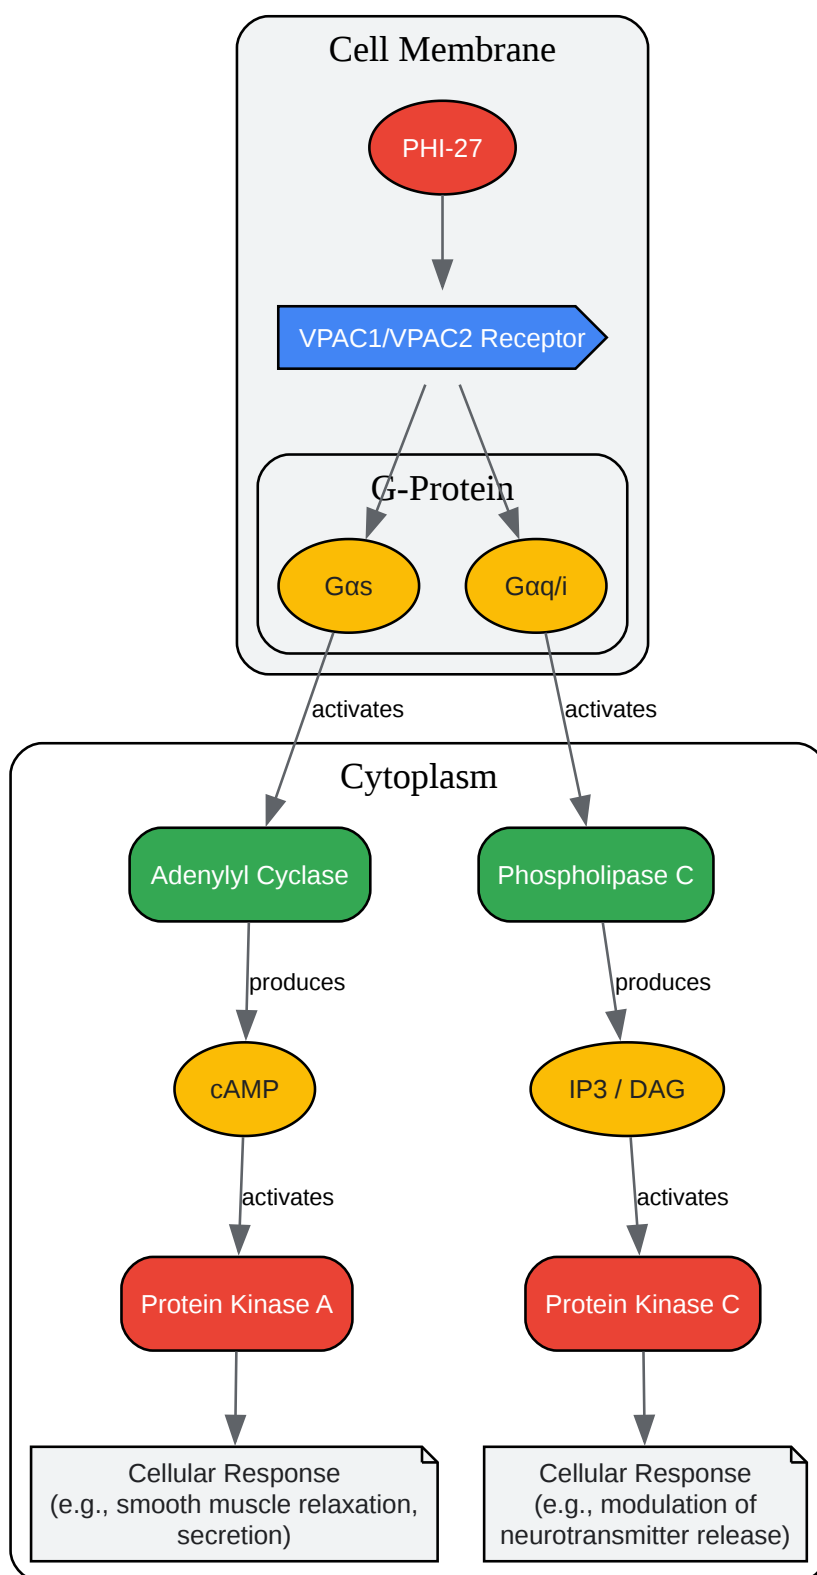 Cell Membrane
PHI-27
VPAC1/VPAC2 Receptor
G-Protein
Gαs
Gαq/i
activates
activates
Cytoplasm
Adenylyl Cyclase
Phospholipase C
produces
produces
cAMP
IP3 / DAG
activates
activates
Protein Kinase A
Protein Kinase C
Cellular Response
(e.g., smooth muscle relaxation,
secretion)
Cellular Response
(e.g., modulation of
neurotransmitter release)